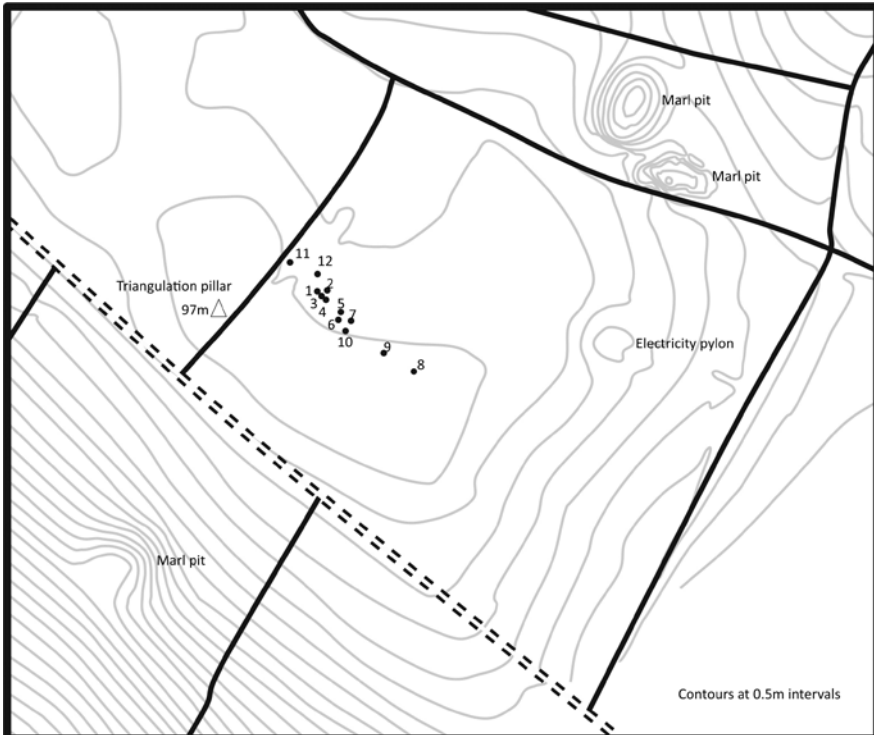 Marl pit
Marl pit
11
12
Triangulation pillar
97m
1
2
3
4
5
6
7
10
9
8
Electricity pylon
Marl pit
Contours at 0.5m intervals